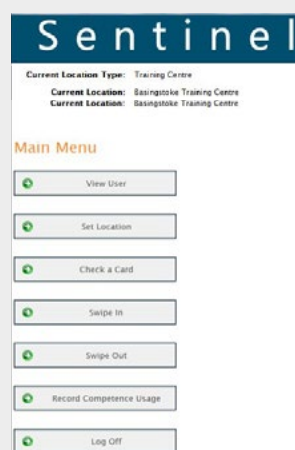 Sentinel
Current Location Type: Training Centre
Current Location: Basingstoke Training Centre
Current Location: Basingstoke Training Centre
Main Menu
View User
Set Location
Check a Card
Swipe In
Swipe Out
Record Competence Usage
Log Off